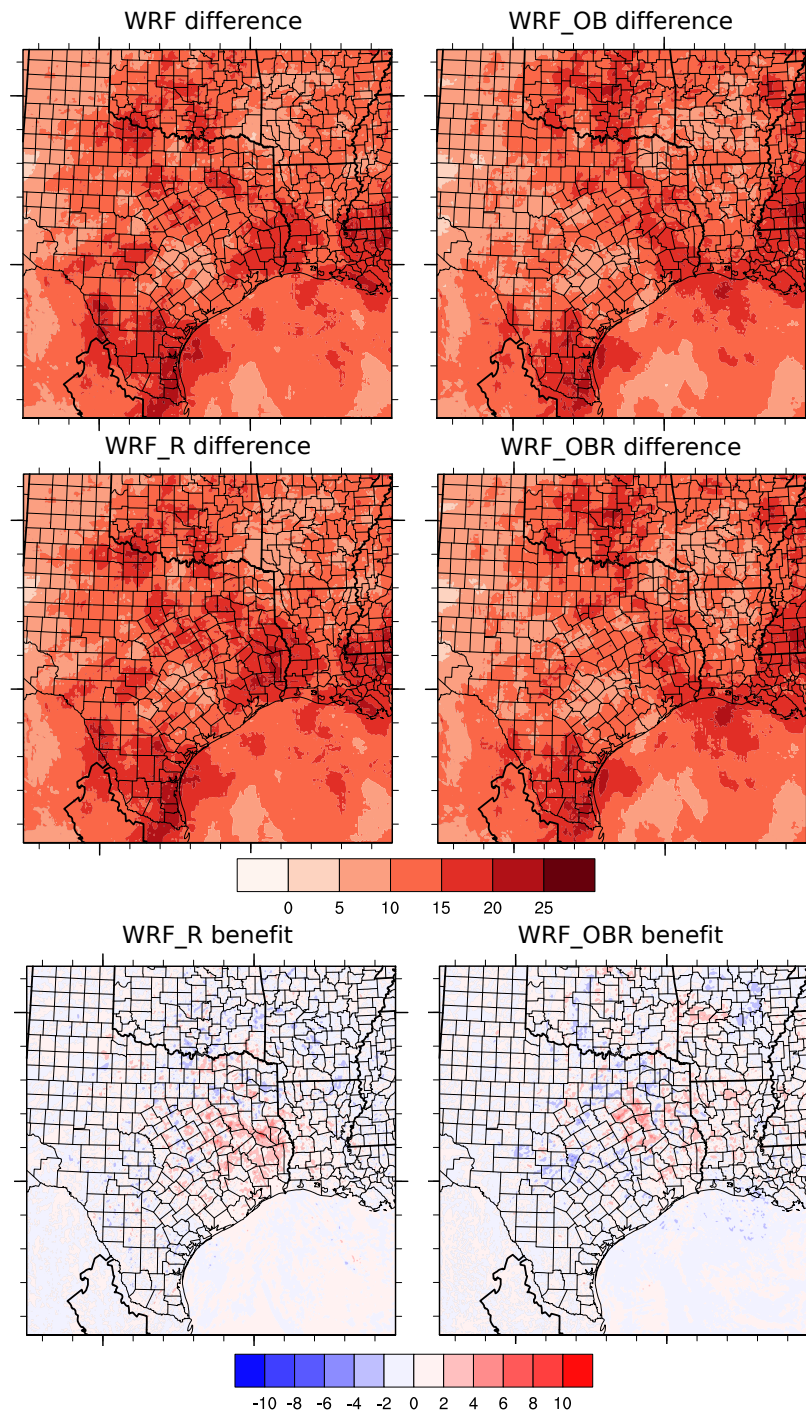 WRF difference WRF_OB difference
WRF_R difference WRF_OBR difference
0 5 10 15 20 25
WRF_R benefit WRF_OBR benefit
-10 -8 -6 -4 -2 0 2 4 6 8 10